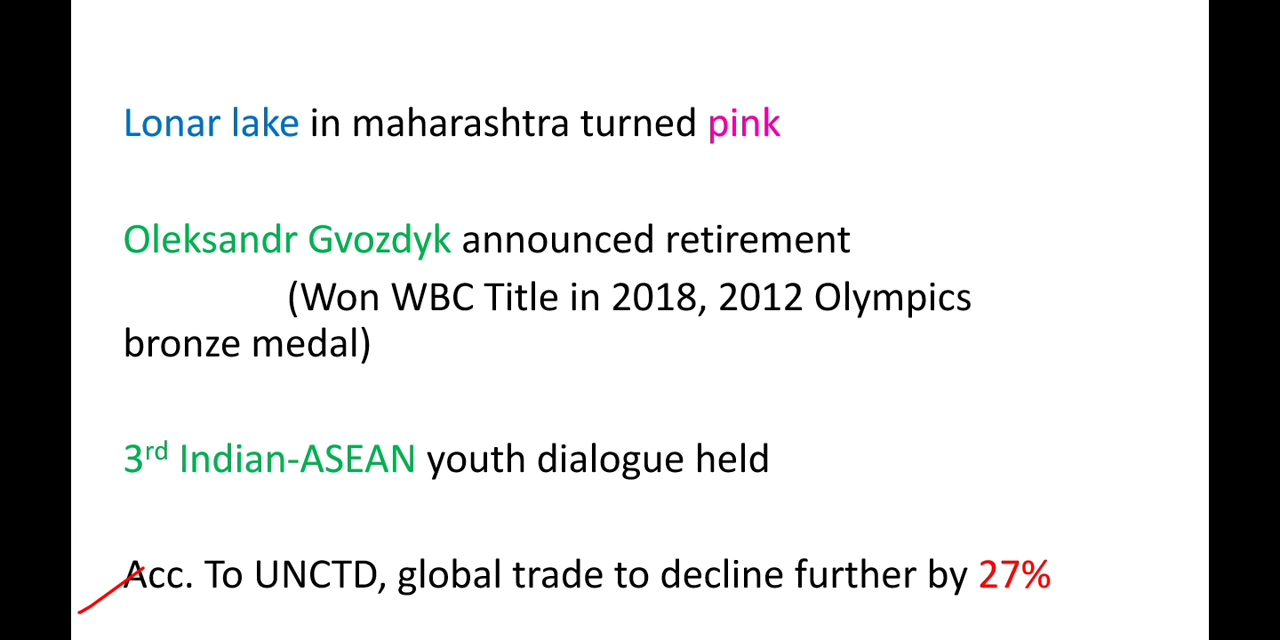 Lonar lake in maharashtra turned pink
Oleksandr Gvozdyk announced retirement
(Won WBC Title in 2018, 2012 Olympics
bronze medal)
3rd Indian-ASEAN youth dialogue held
Acc. To UNCTD, global trade to decline further by 27%